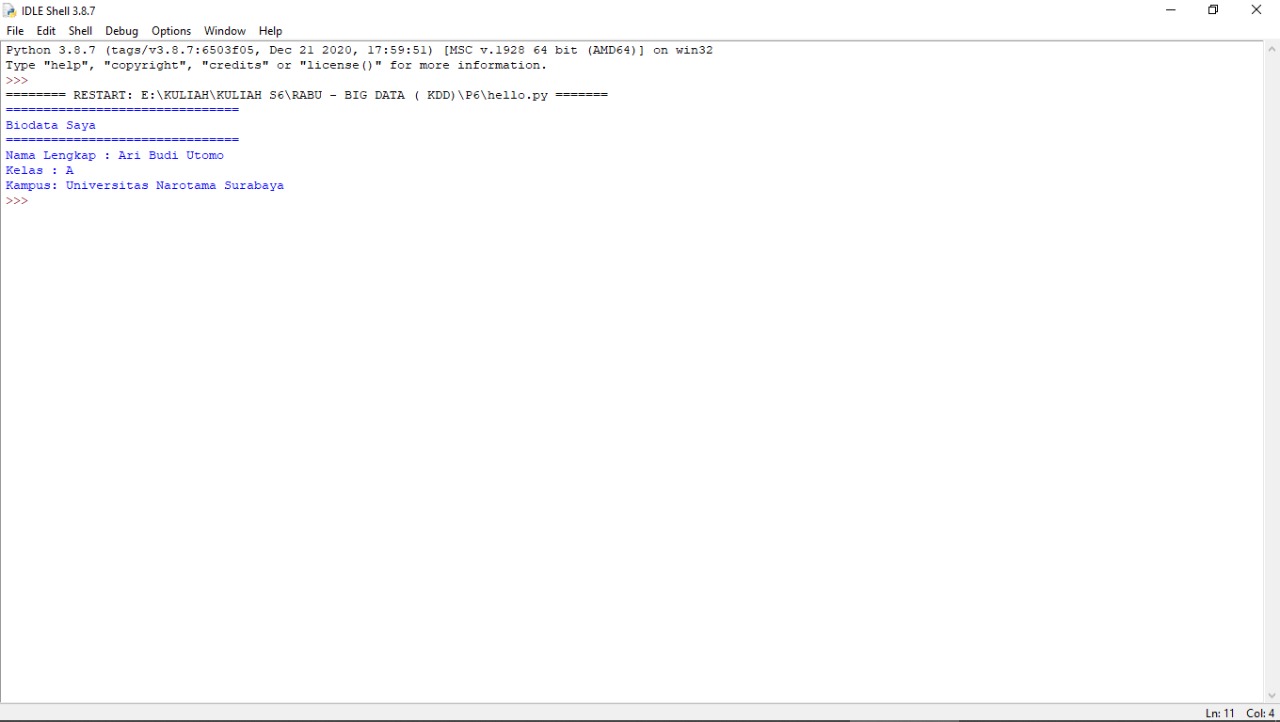 IDLE Shell 3.8.7
File Edit Shell Debug Options Window Help
Python 3.8.7 (tags/v3.8.7:6503f05, Dec 21 2020, 17:59:51) [MSC v.1928 64 bit (AMD64)] on win32
Type "help", "copyright", "credits" or "license()" for more information.
>>>
======== RESTART: E:\KULIAH\KULIAH S6\RABU - BIG DATA ( KDD)\P6\hello.py =======
===============================
Biodata Saya
===============================
Nama Lengkap : Ari Budi Utomo
Kelas : A
Kampus: Universitas Narotama Surabaya
>>>
Ln: 11 Col: 4